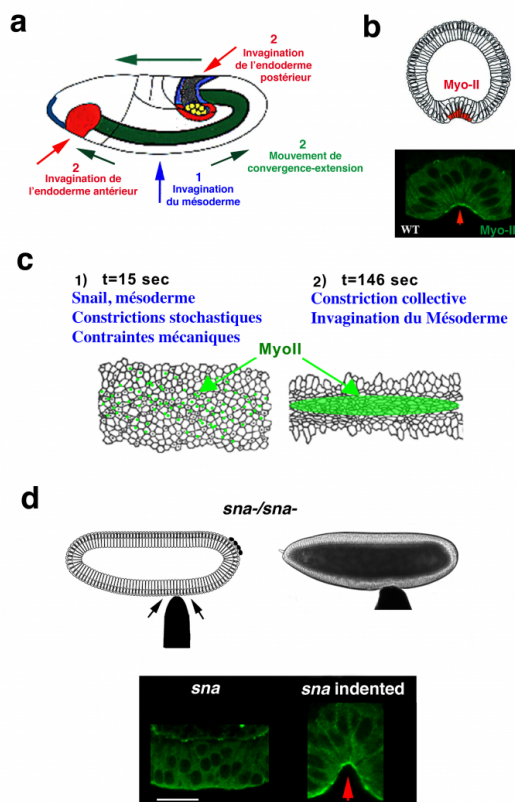 a
2
Invagination
de l'endoderme
postérieur
2
Invagination de
l'endoderme antérieur
1
Invagination
du mésoderme
2
Mouvement de
convergence-extension
b
Myo-II
WT
Myo-II
c
1) t=15 sec
Snail, mésoderme
Constrictions stochastiques
Contraintes mécaniques
2) t=146 sec
Constriction collective
Invagination du Mésoderme
MyoII
d
sna-/sna-
sna
sna indented